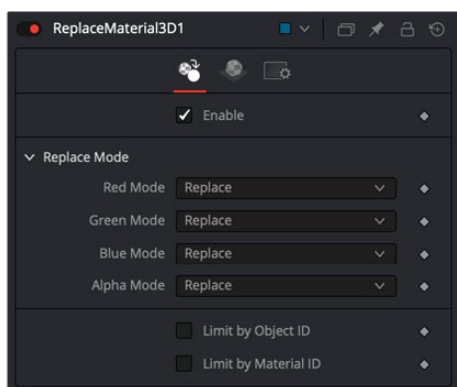 ReplaceMaterial3D1
Enable
Replace Mode
Red Mode Replace
Green Mode Replace
Blue Mode Replace
Alpha Mode Replace
Limit by Object ID
Limit by Material ID